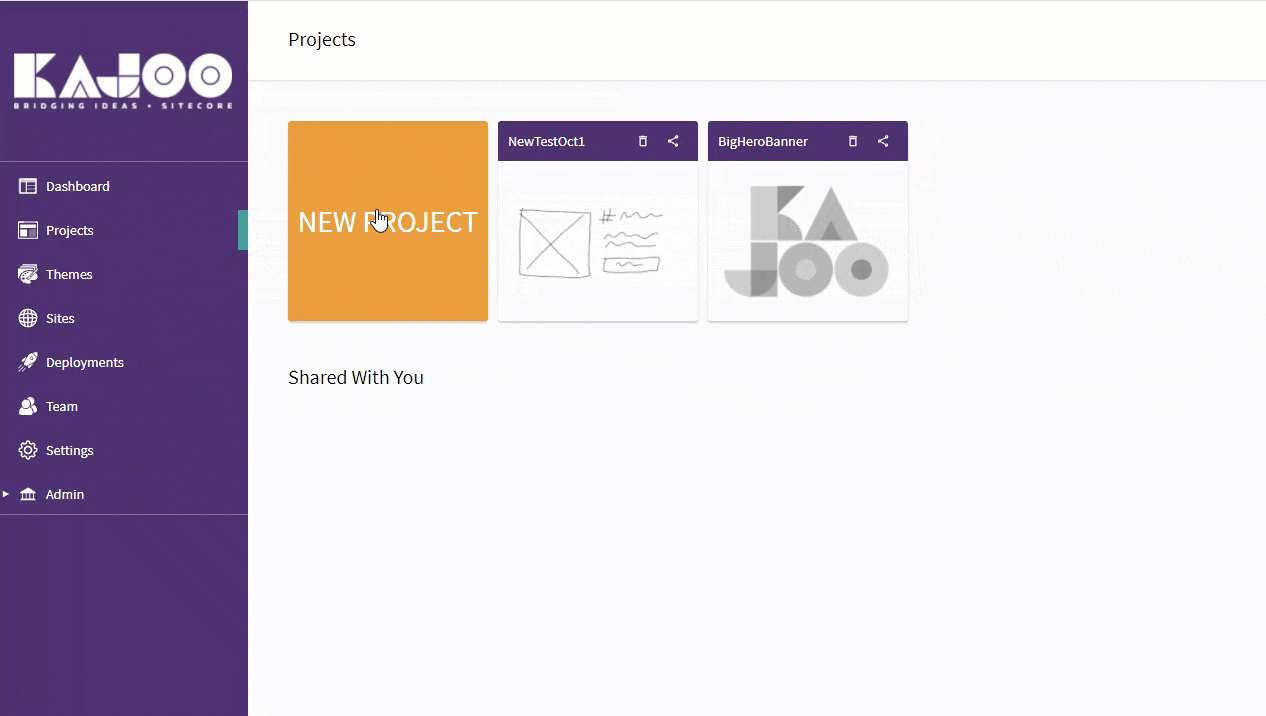 KAJOO
BRIDGING IDEAS + SITECORE
Dashboard
Projects
Themes
Sites
Deployments
Team
Settings
Admin
Projects
NEW PROJECT
NewTestOct1
BigHeroBanner
#
KA
JOO
Shared With You